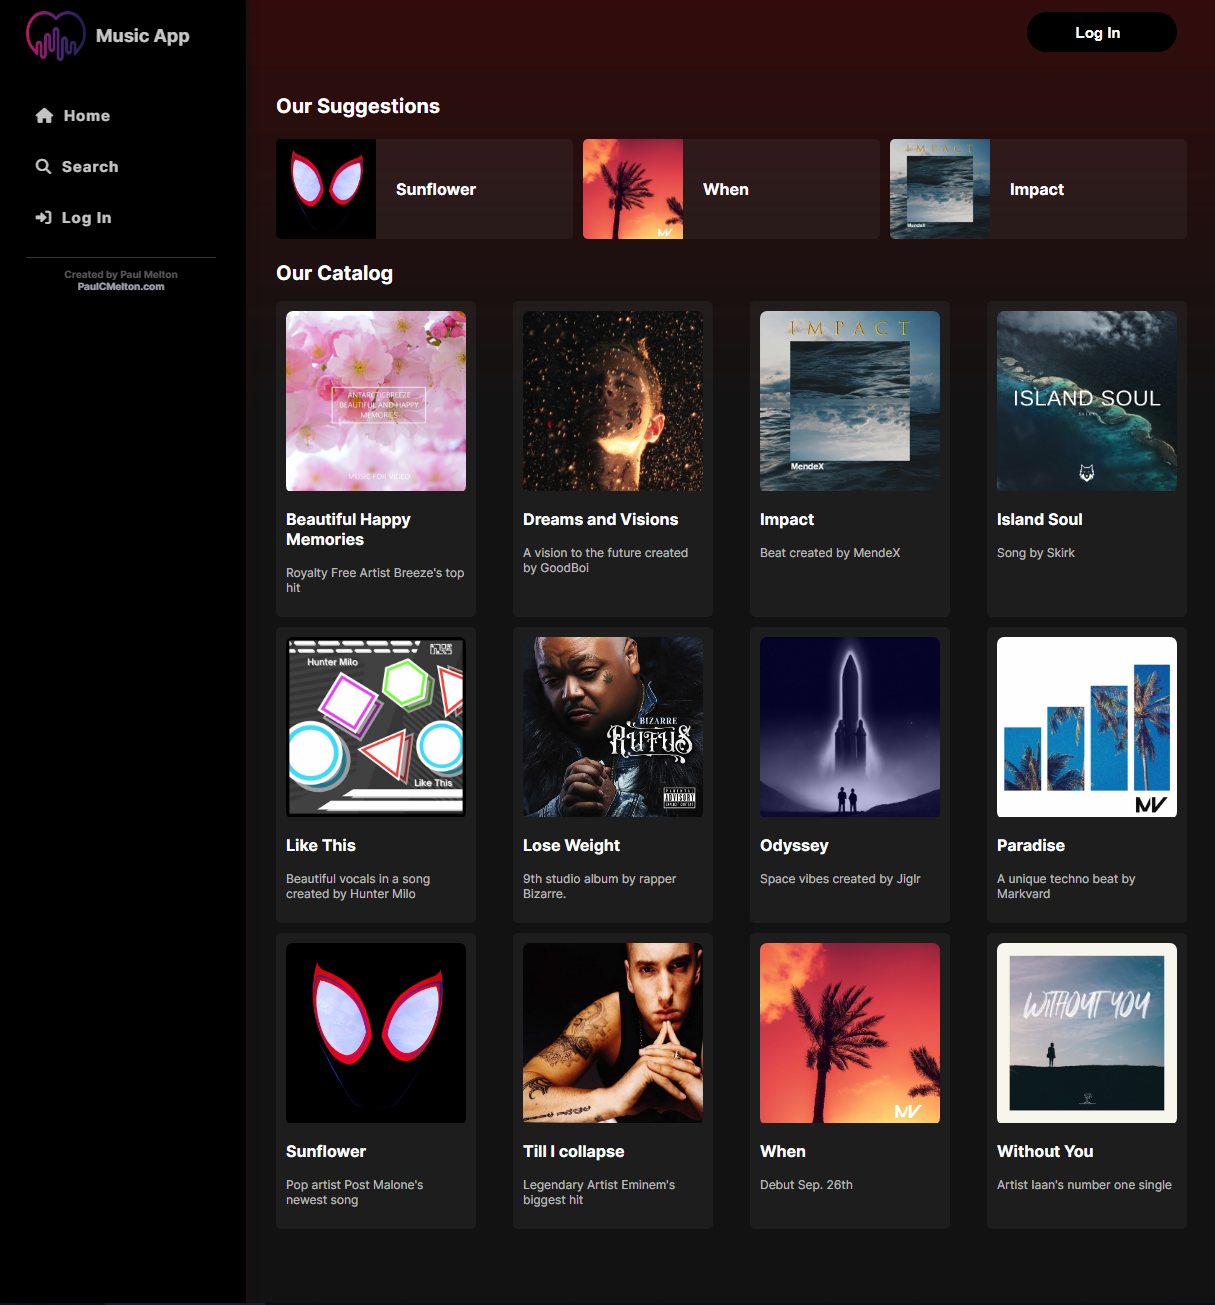 Music App
Log In
Home
Search
Log In
Created by Paul Melton
PaulCMelton.com
Our Suggestions
Sunflower
When
MV
IMPACT
MendeX
Impact
Our Catalog
ANTARCTICBREEZE
BEAUTIFUL AND HAPPY
MEMORIES
MUSIC FOR VIDEO
Beautiful Happy
Memories
Royalty Free Artist Breeze's top
hit
Dreams and Visions
A vision to the future created
by GoodBoi
IMPACT
MendeX
Impact
Beat created by MendeX
ISLAND SOUL
SKIRK
Island Soul
Song by Skirk
Hunter Milo
Like This
Like This
Beautiful vocals in a song
created by Hunter Milo
BIZARRE
RUFUS
PARENTAL
ADVISORY
EXPLICIT CONTENT
Lose Weight
9th studio album by rapper
Bizarre.
Odyssey
Space vibes created by Jiglr
MV
Paradise
A unique techno beat by
Markvard
Sunflower
Pop artist Post Malone's
newest song
Till I collapse
Legendary Artist Eminem's
biggest hit
MV
When
Debut Sep. 26th
WITHOUT YOU
Without You
Artist Iaan's number one single